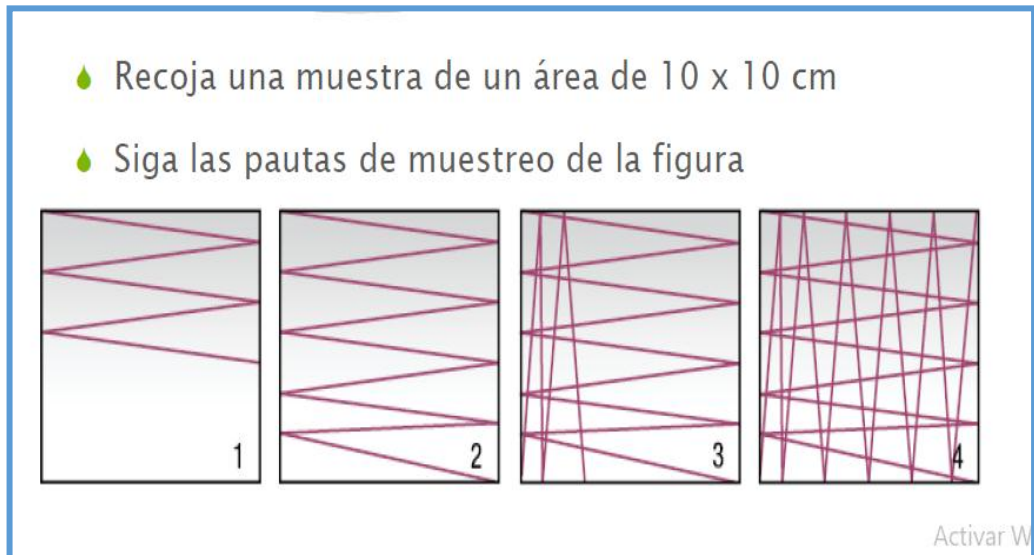 Recoja una muestra de un área de 10 x 10 cm
Siga las pautas de muestreo de la figura
1
2
3
4
Activar W